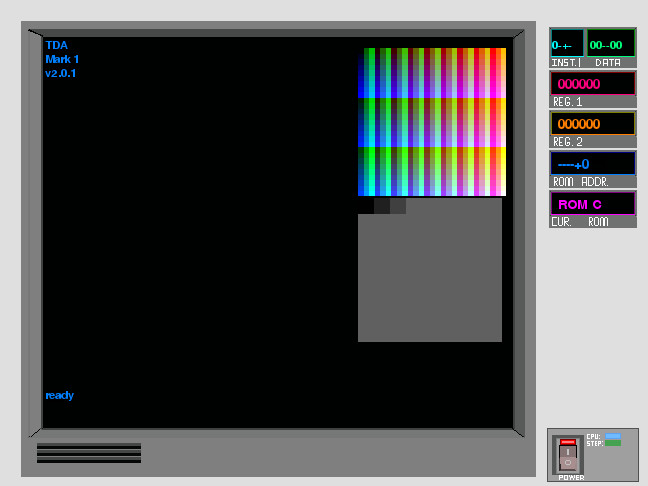 TDA
Mark 1
v2.0.1
ready
0-+- 00--00
INST. DATA
000000
REG.1
000000
REG.2
----+0
ROM ADDR.
ROM C
CUR. ROM
CPU:
STEP:
POWER